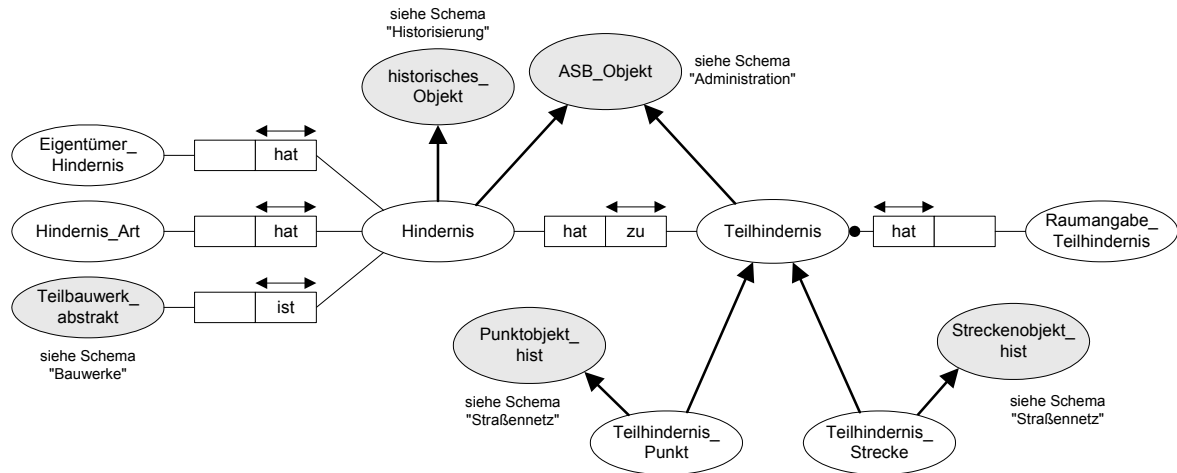 siehe Schema
"Historisierung"
historisches_
Objekt
ASB_Objekt
siehe Schema
"Administration"
Eigentümer_
Hindernis
hat
Hindernis_Art
hat
Hindernis
hat
zu
Teilhindernis
hat
Raumangabe_
Teilhindernis
Teilbauwerk_
abstrakt
ist
siehe Schema
"Bauwerke"
Punktobjekt_
hist
siehe Schema
"Straßennetz"
Streckenobjekt_
hist
siehe Schema
"Straßennetz"
Teilhindernis_
Punkt
Teilhindernis_
Strecke